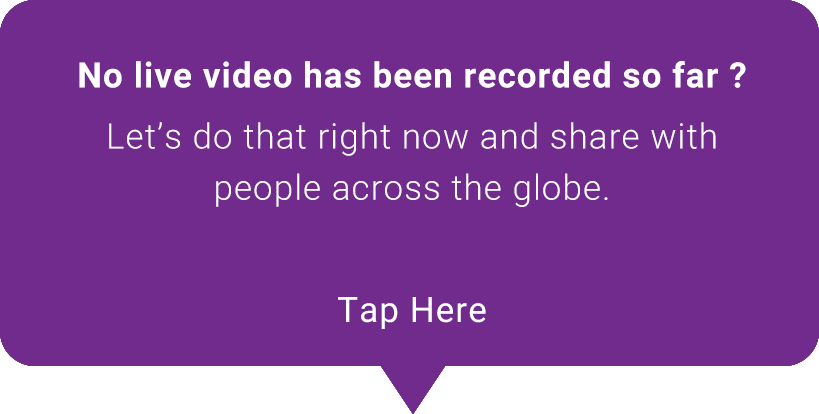 No live video has been recorded so far ?
Let’s do that right now and share with
people across the globe.
Tap Here